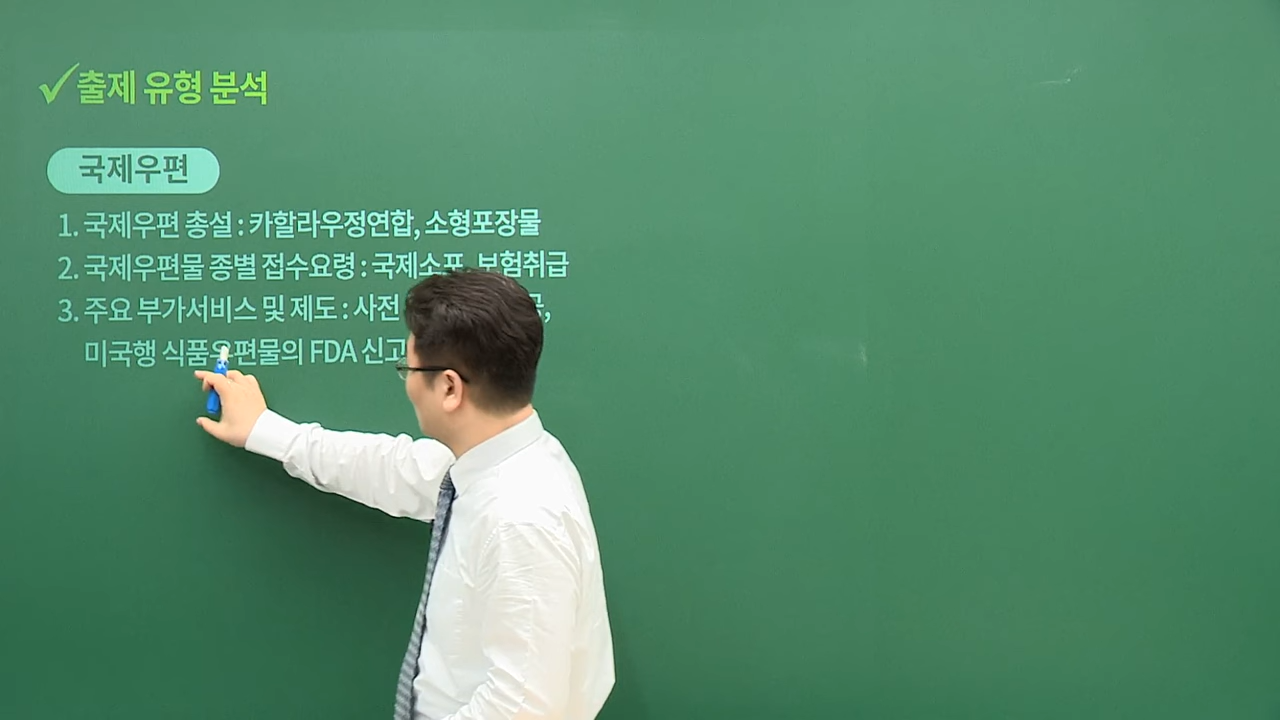 출제 유형 분석
국제우편
1. 국제우편 총설 : 카할라우정연합, 소형포장물
2. 국제우편물 종별 접수요령 : 국제소포, 보험취급
3. 주요 부가서비스 및 제도 : 사전
미국행 식품우편물의 FDA 신고